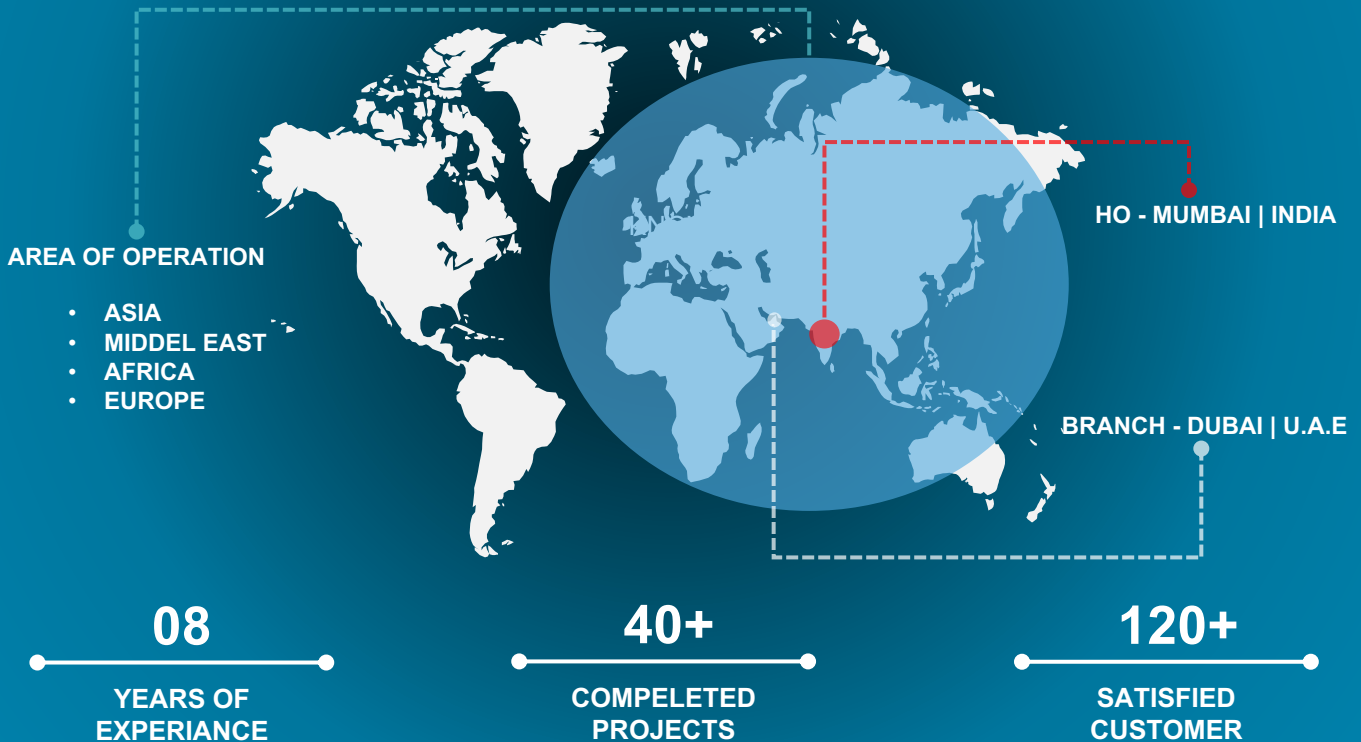 HO - MUMBAI | INDIA
AREA OF OPERATION
• ASIA
• MIDDEL EAST
• AFRICA
• EUROPE
BRANCH - DUBAI | U.A.E
08
YEARS OF
EXPERIANCE
40+
COMPELETED
PROJECTS
120+
SATISFIED
CUSTOMER